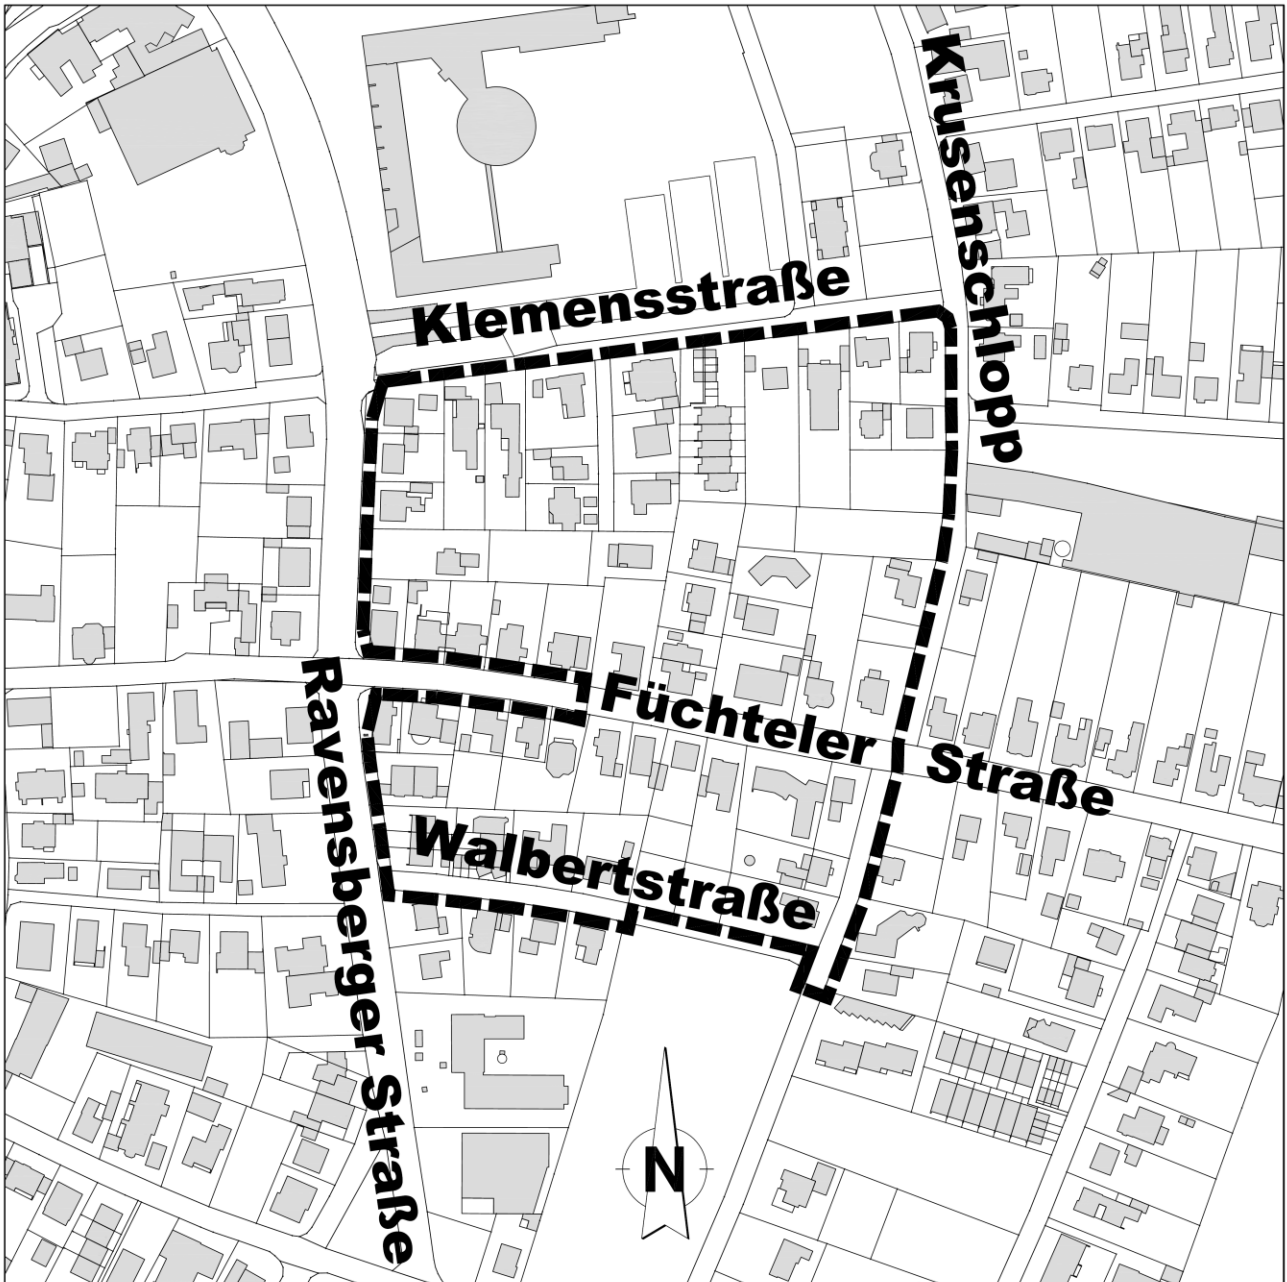 Krusenschlopp
Klemensstraße
Füchteler Straße
Ravensberger Straße
Walbertstraße
N